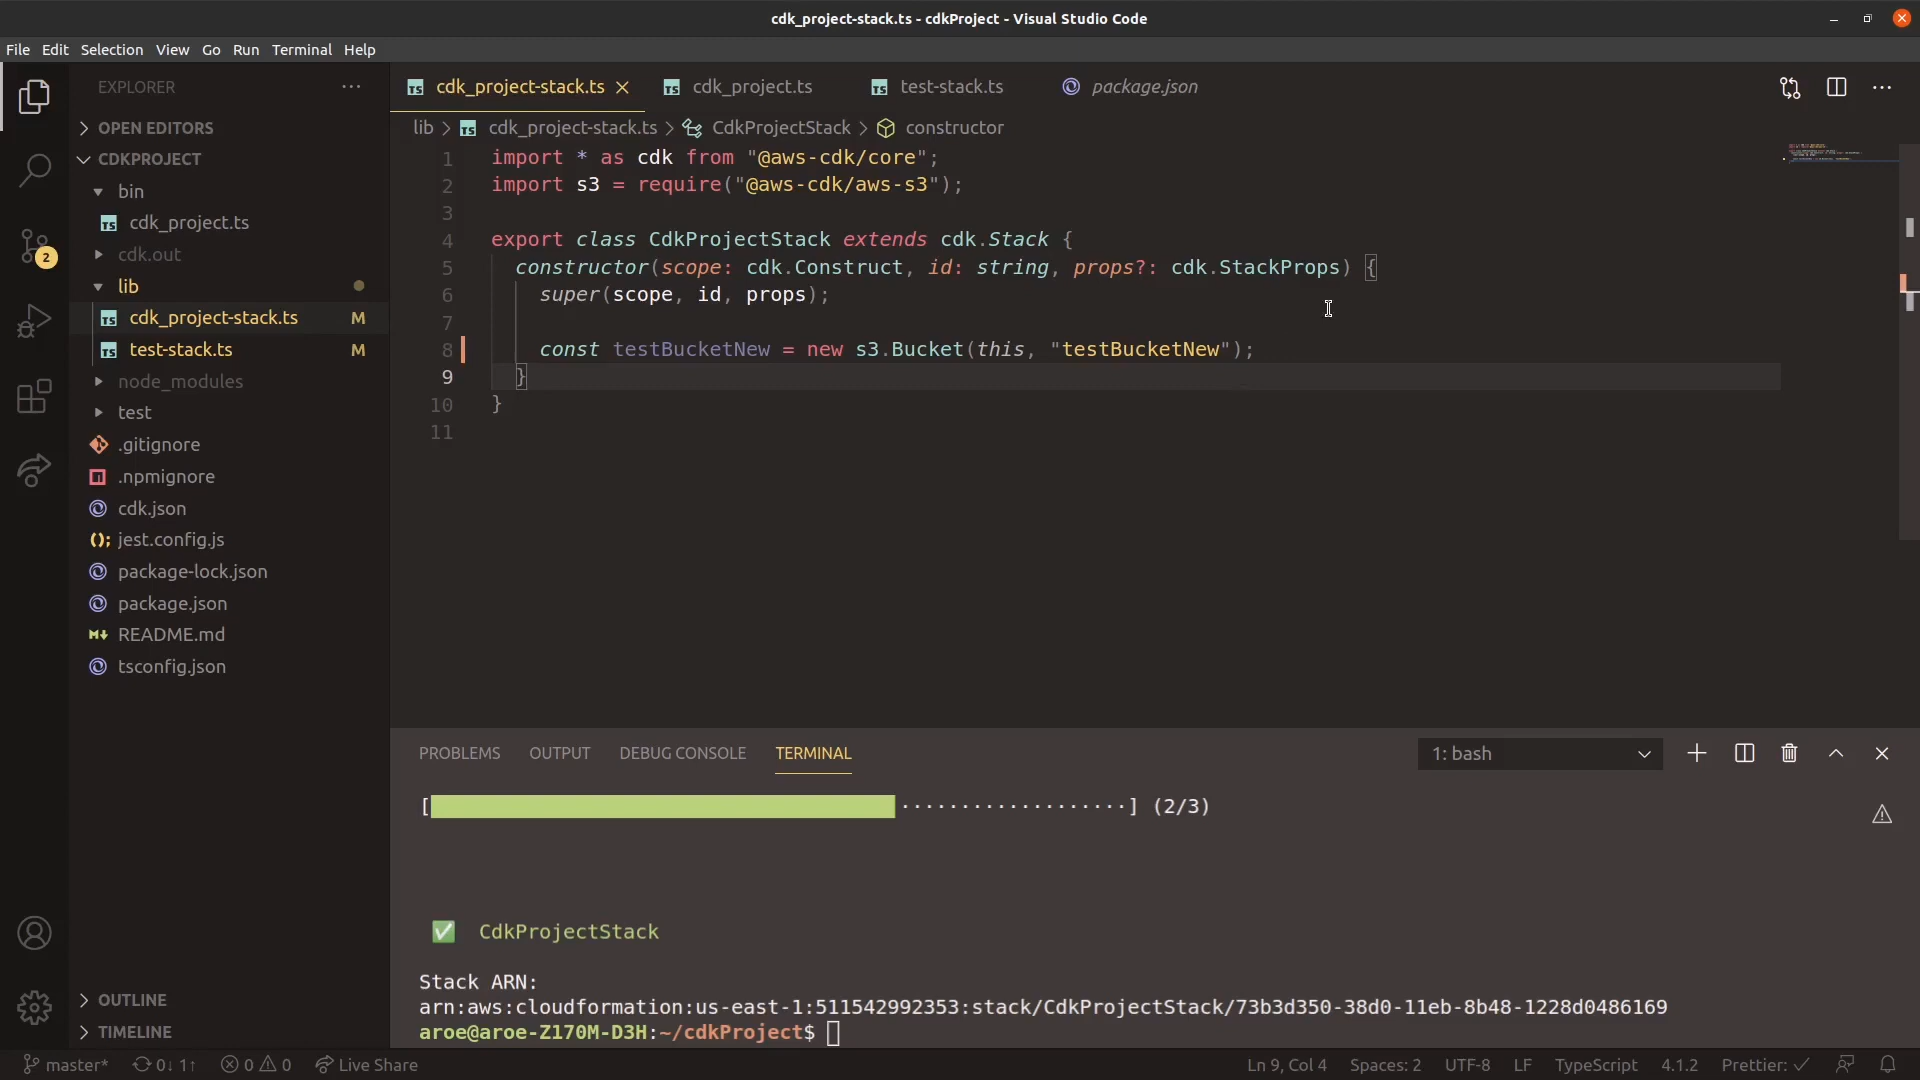 cdk_project-stack.ts - cdkProject - Visual Studio Code
File Edit Selection View Go Run Terminal Help
EXPLORER
OPEN EDITORS
CDKPROJECT
bin
TS cdk_project.ts
cdk.out
lib
TS cdk_project-stack.ts M
TS test-stack.ts M
node_modules
test
.gitignore
.npmignore
cdk.json
jest.config.js
package-lock.json
package.json
README.md
tsconfig.json
OUTLINE
TIMELINE
2
TS cdk_project-stack.ts TS cdk_project.ts TS test-stack.ts package.json
lib > TS cdk_project-stack.ts > CdkProjectStack > constructor
1 import * as cdk from "@aws-cdk/core";
2 import s3 = require("@aws-cdk/aws-s3");
3
4 export class CdkProjectStack extends cdk.Stack {
5 constructor(scope: cdk.Construct, id: string, props?: cdk.StackProps) {
6 super(scope, id, props);
7
8 const testBucketNew = new s3.Bucket(this, "testBucketNew");
9 }
10 }
11
PROBLEMS OUTPUT DEBUG CONSOLE TERMINAL 1: bash
[···················] (2/3)
✅ CdkProjectStack
Stack ARN:
arn:aws:cloudformation:us-east-1:511542992353:stack/CdkProjectStack/73b3d350-38d0-11eb-8b48-1228d0486169
aroe@aroe-Z170M-D3H:~/cdkProject$
master* 0↓ 1↑ 0 0 Live Share Ln 9, Col 4 Spaces: 2 UTF-8 LF TypeScript 4.1.2 Prettier: ✓